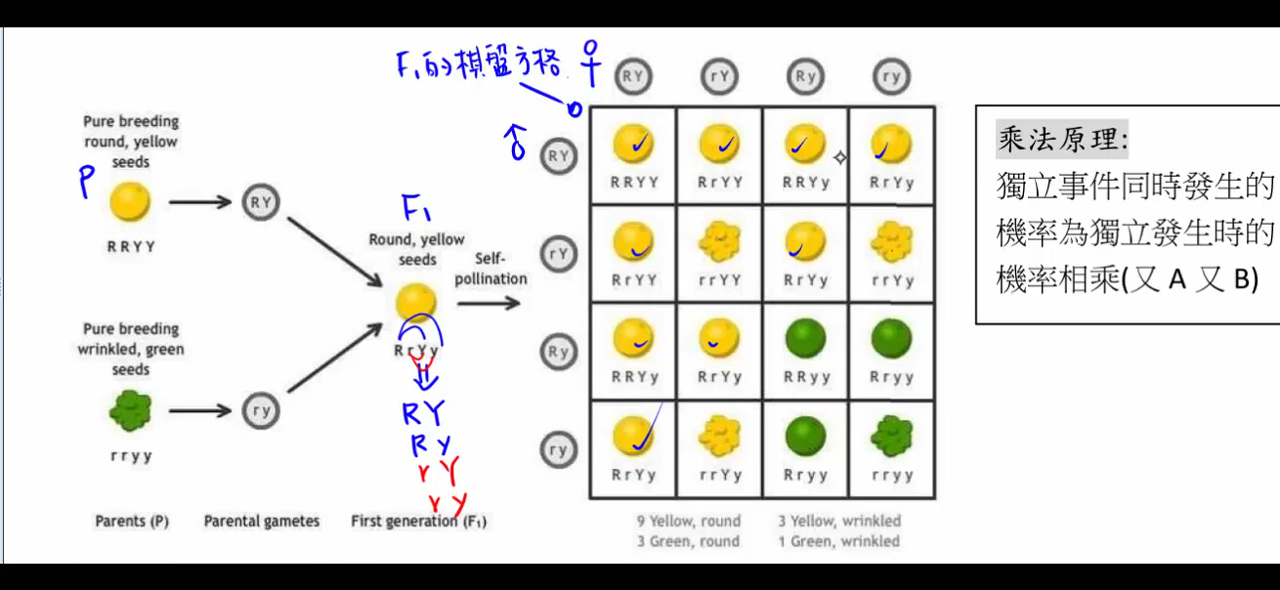 F₁的棋盤方格 ♀
RY rY Ry ry
♂
Pure breeding
round, yellow
seeds
P
RRYY
RY
Pure breeding
wrinkled, green
seeds
rryy
ry
F₁
Round, yellow
seeds
RrYy
RY
Ry
rY
ry
Self-
pollination
RY
RRYY RrYY RRYy RrYy
rY
RrYY rrYY RrYy rrYy
Ry
RRYy RrYy RRyy Rryy
ry
RrYy rrYy Rryy rryy
Parents (P) Parental gametes First generation (F₁)
9 Yellow, round 3 Yellow, wrinkled
3 Green, round 1 Green, wrinkled
乘法原理:
獨立事件同時發生的
機率為獨立發生時的
機率相乘(又 A 又 B)